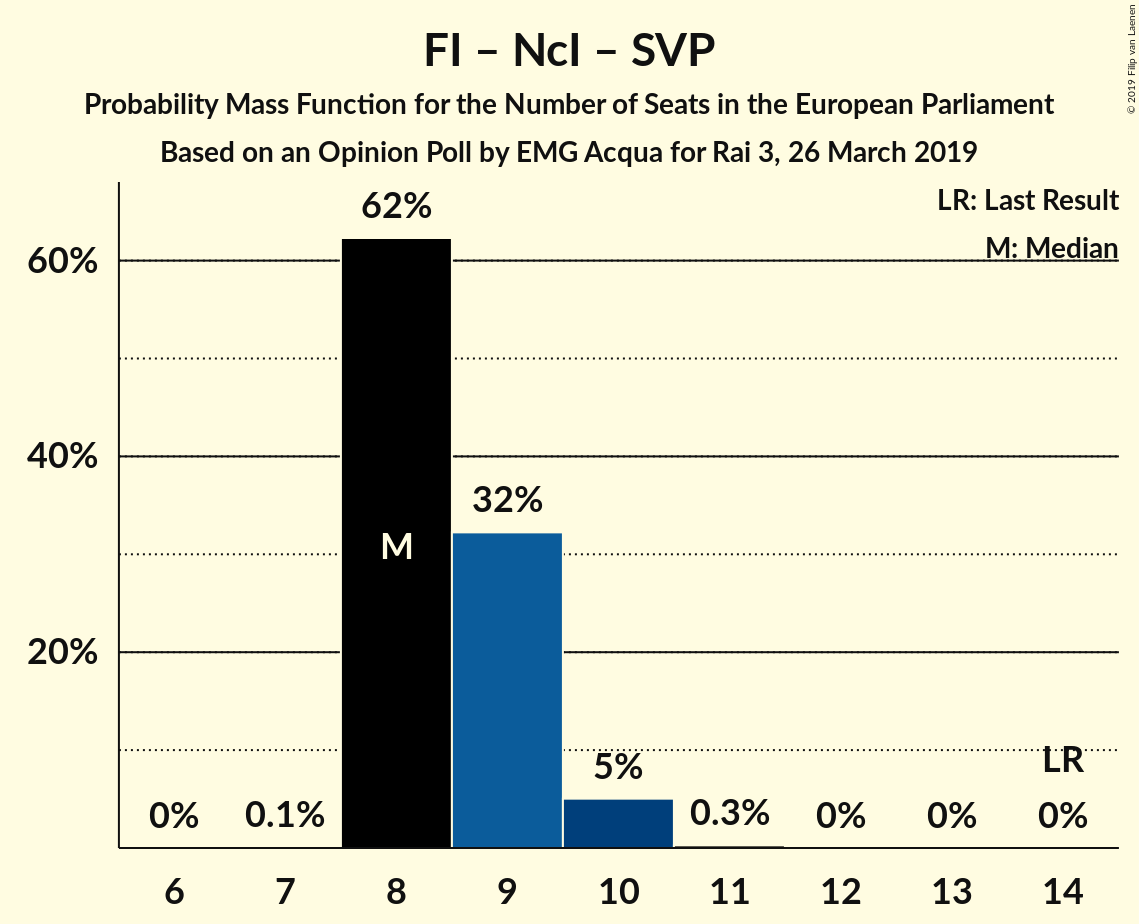 FI – NcI – SVP
Probability Mass Function for the Number of Seats in the European Parliament
Based on an Opinion Poll by EMG Acqua for Rai 3, 26 March 2019
© 2019 Filip van Laenen
LR: Last Result
M: Median
60%
40%
20%
62%
M
32%
5%
LR
0%
0.1%
0.3%
0%
0%
0%
6 7 8 9 10 11 12 13 14